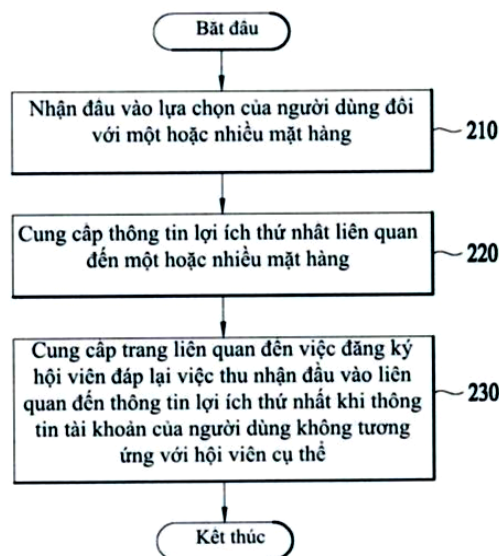 Bắt đầu
Nhận đầu vào lựa chọn của người dùng đối
với một hoặc nhiều mặt hàng
210
Cung cấp thông tin lợi ích thứ nhất liên quan
đến một hoặc nhiều mặt hàng
220
Cung cấp trang liên quan đến việc đăng ký
hội viên đáp lại việc thu nhận đầu vào liên
quan đến thông tin lợi ích thứ nhất khi thông
tin tài khoản của người dùng không tương
ứng với hội viên cụ thể
230
Kết thúc